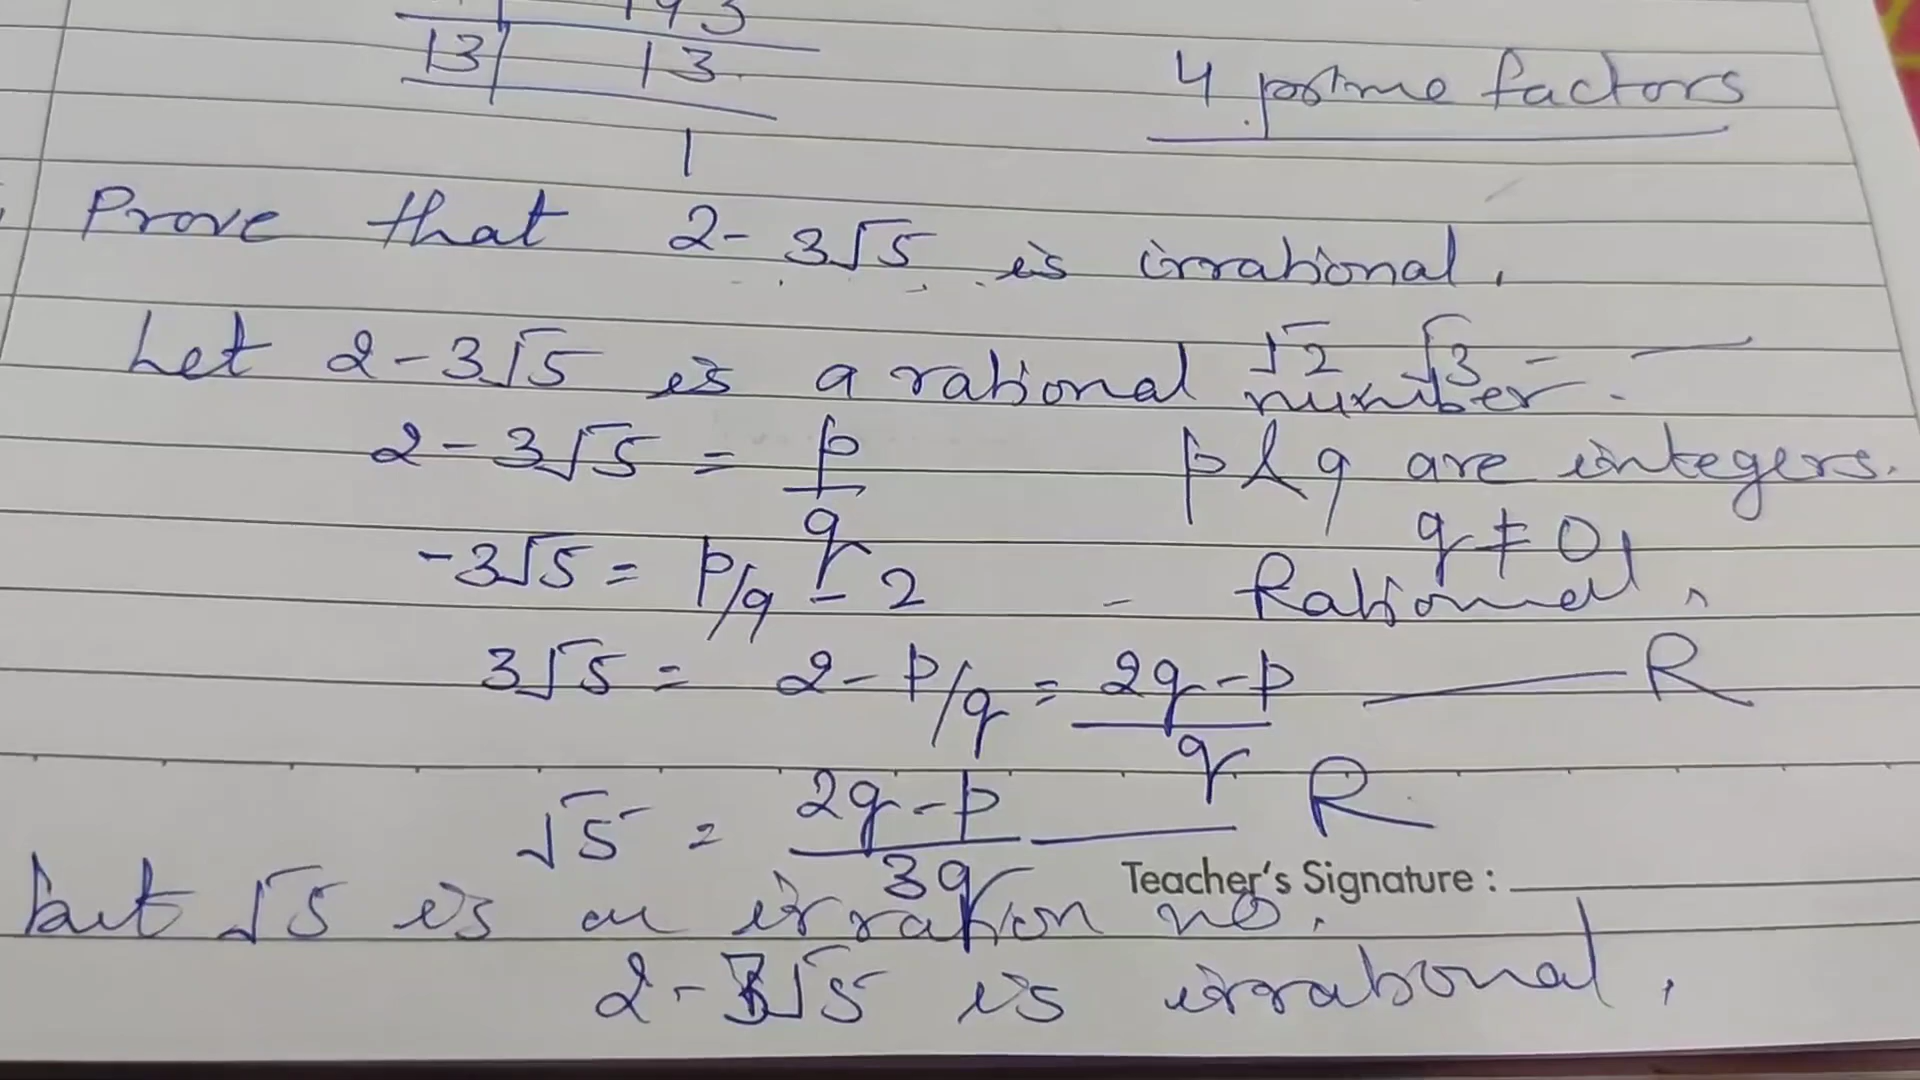 13 13
4 prime factors
1
Prove that 2 - 3√5 is irrational.
√2 √3 -
Let 2 - 3√5 is a rational number.
2 - 3√5 = p/q p & q are integers.
q ≠ 0,
-3√5 = p/q - 2 - Rational.
3√5 = 2 - p/q = (2q - p)/q — R
√5 = (2q - p)/3q — R
Teacher's Signature :
but √5 is an irration no.
2 - 3√5 is irrational.